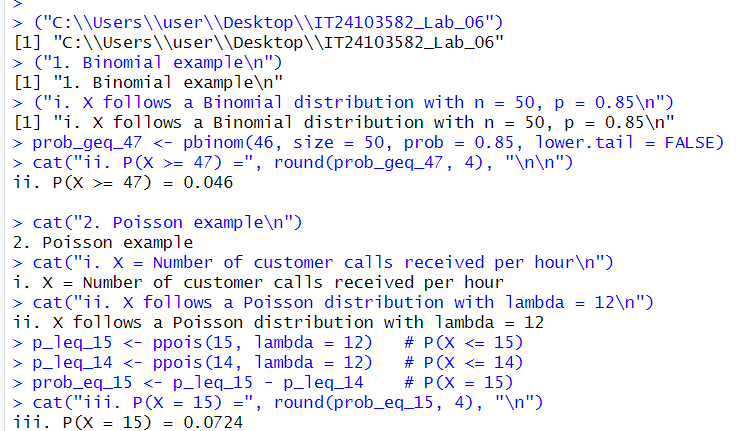 >
> ("C:\\Users\\user\\Desktop\\IT24103582_Lab_06")
[1] "C:\\Users\\user\\Desktop\\IT24103582_Lab_06"
> ("1. Binomial example\n")
[1] "1. Binomial example\n"
> ("i. X follows a Binomial distribution with n = 50, p = 0.85\n")
[1] "i. X follows a Binomial distribution with n = 50, p = 0.85\n"
> prob_geq_47 <- pbinom(46, size = 50, prob = 0.85, lower.tail = FALSE)
> cat("ii. P(X >= 47) =", round(prob_geq_47, 4), "\n\n")
ii. P(X >= 47) = 0.046

> cat("2. Poisson example\n")
2. Poisson example
> cat("i. X = Number of customer calls received per hour\n")
i. X = Number of customer calls received per hour
> cat("ii. X follows a Poisson distribution with lambda = 12\n")
ii. X follows a Poisson distribution with lambda = 12
> p_leq_15 <- ppois(15, lambda = 12)   # P(X <= 15)
> p_leq_14 <- ppois(14, lambda = 12)   # P(X <= 14)
> prob_eq_15 <- p_leq_15 - p_leq_14    # P(X = 15)
> cat("iii. P(X = 15) =", round(prob_eq_15, 4), "\n")
iii. P(X = 15) = 0.0724